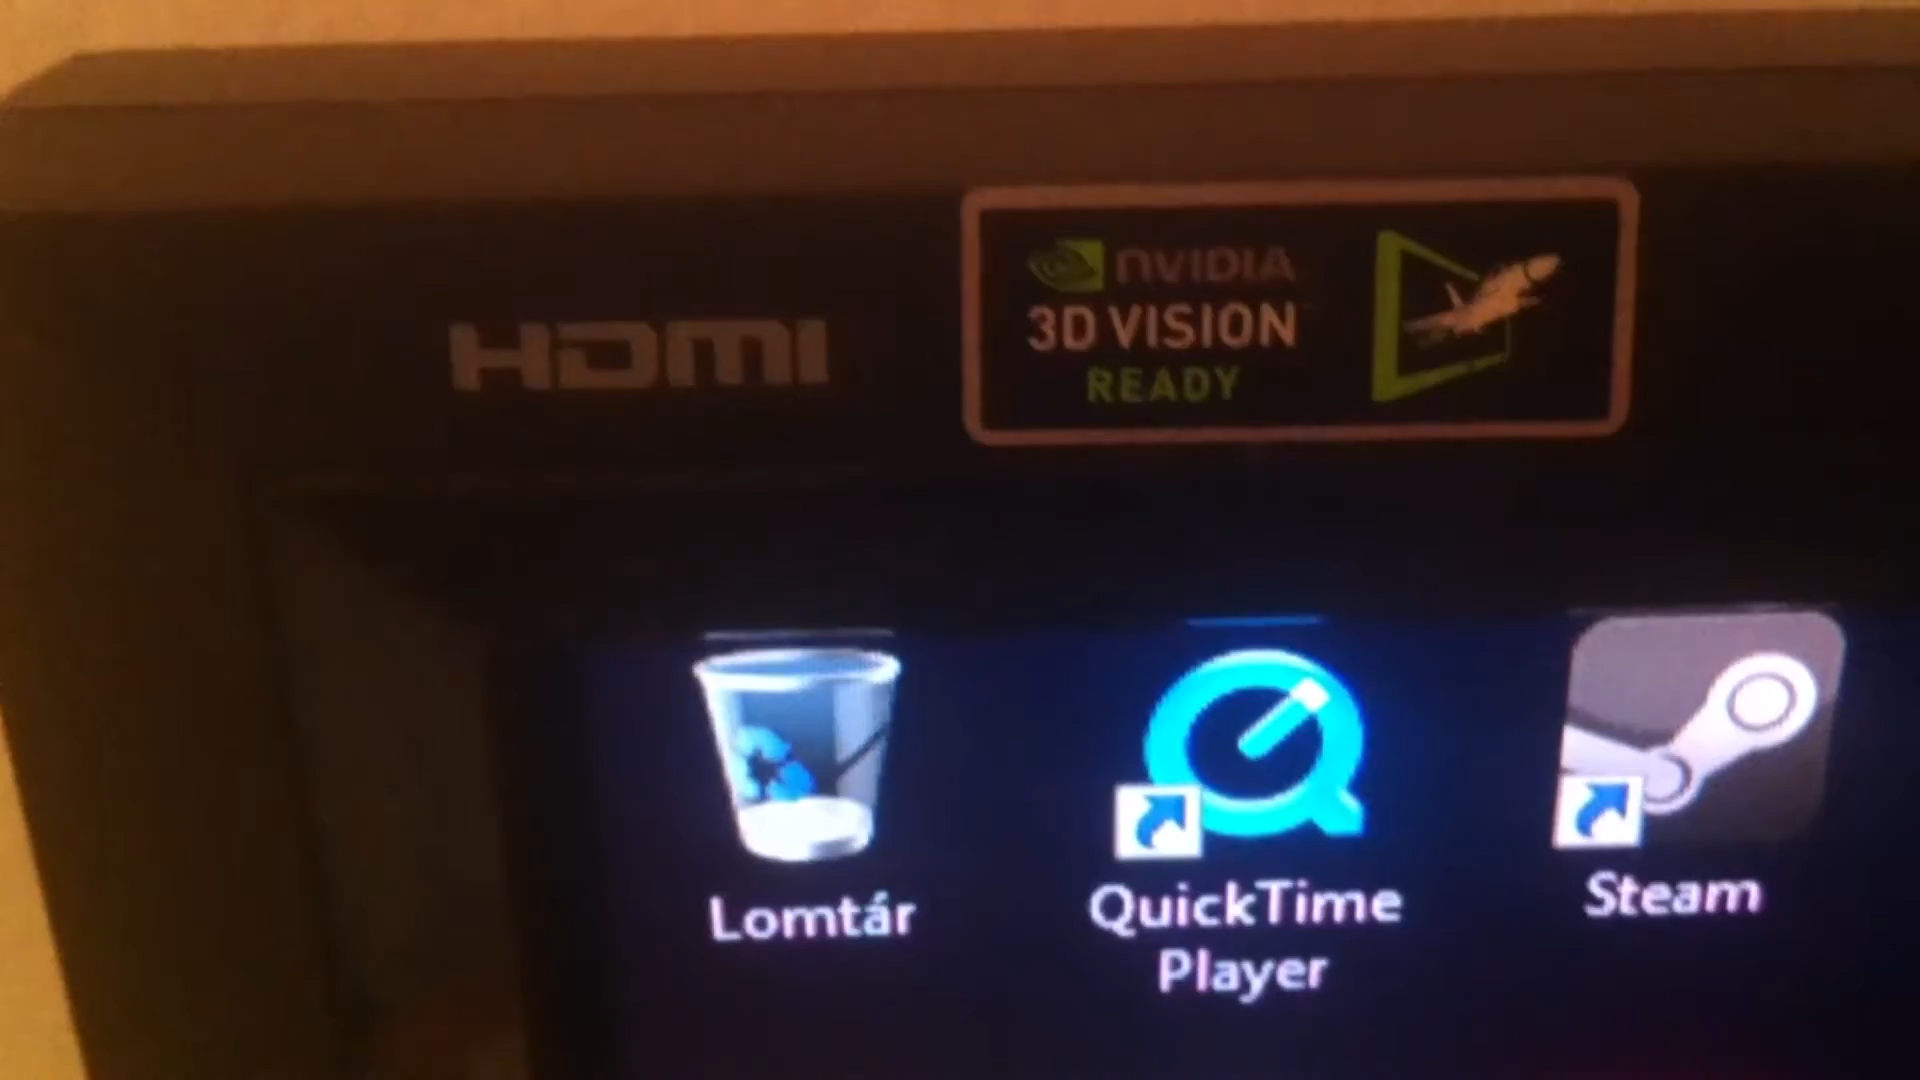 HDMI
NVIDIA
3D VISION
READY
Lomtár
QuickTime
Player
Steam